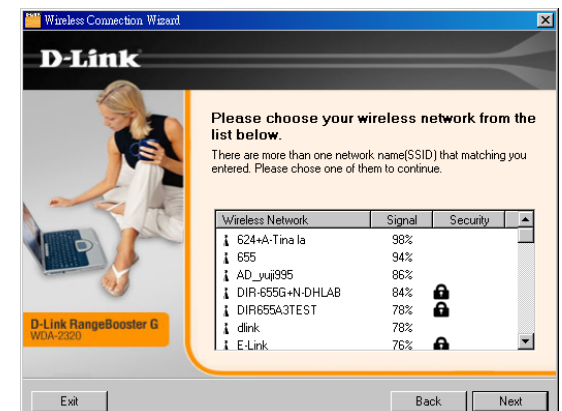 Wireless Connection Wizard
D-Link
Please choose your wireless network from the
list below.
There are more than one network name(SSID) that matching you
entered. Please chose one of them to continue.
Wireless Network Signal Security
624+A-Tina la 98%
655 94%
AD_yuji995 86%
DIR-655G+N-DHLAB 84%
DIR655A3TEST 78%
dlink 78%
E-Link 76%
D-Link RangeBooster G
WDA-2320
Exit Back Next